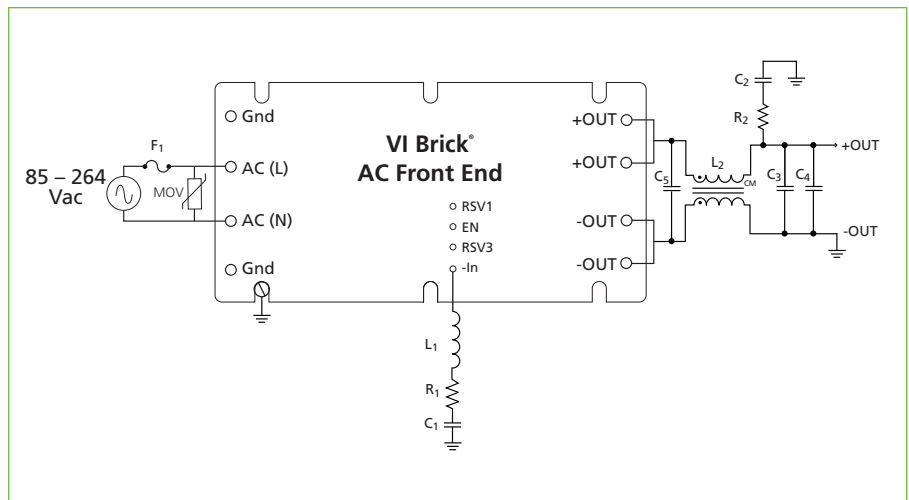 VI Brick®
AC Front End
Gnd
AC (L)
AC (N)
Gnd
F1
85 – 264
Vac
MOV
RSV1
EN
RSV3
-In
L1
R1
C1
+OUT
+OUT
-OUT
-OUT
C5
L2
CM
C2
R2
C3
C4
+OUT
-OUT